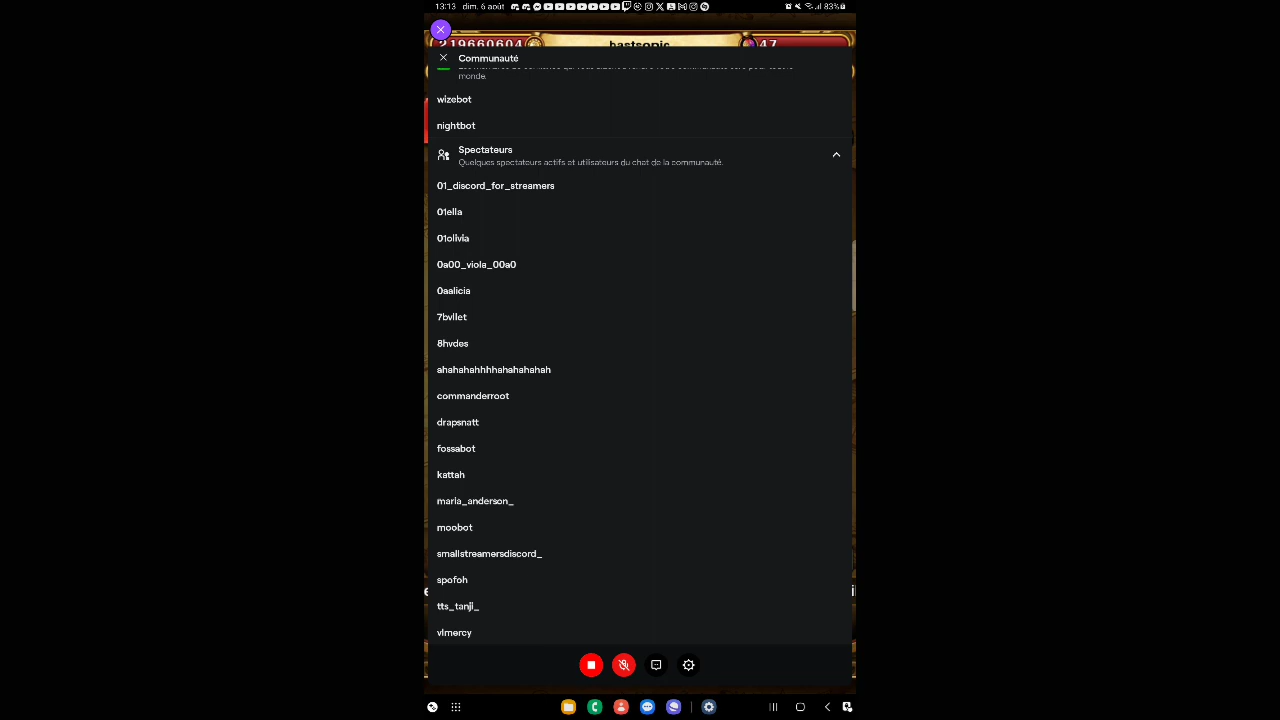 13:13 dim. 6 août 83%
219660604 bastsopic 47
Communauté
monde.
wizebot
nightbot
Spectateurs
Quelques spectateurs actifs et utilisateurs du chat de la communauté.
01_discord_for_streamers
01ella
01olivia
0a00_viola_00a0
0aalicia
7bvllet
8hvdes
ahahahahhhhahahahahah
commanderroot
drapsnatt
fossabot
kattah
maria_anderson_
moobot
smallstreamersdiscord_
spofoh
tts_tanji_
vlmercy